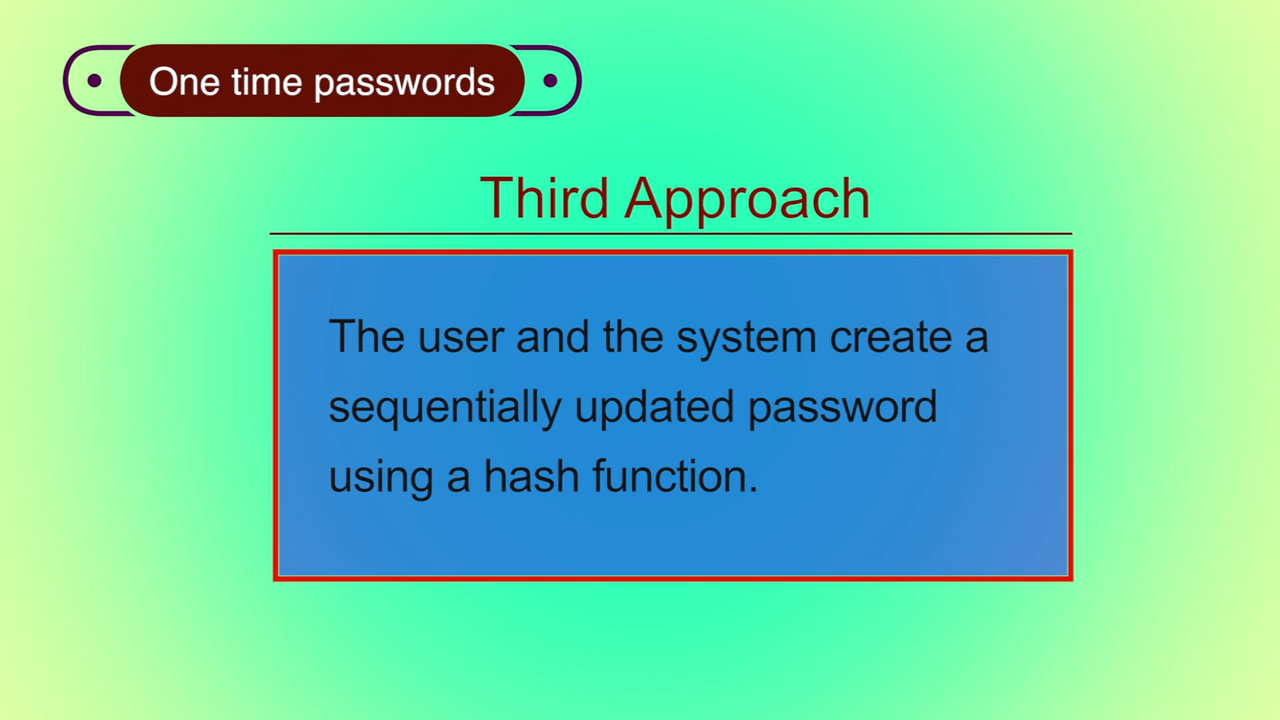 One time passwords
Third Approach
The user and the system create a
sequentially updated password
using a hash function.